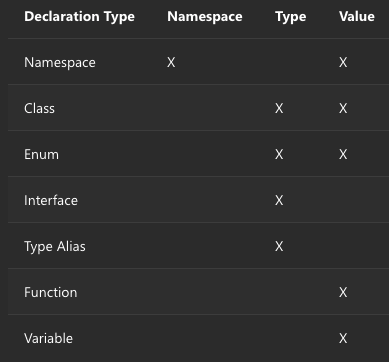 Declaration Type Namespace Type Value
Namespace X X
Class X X
Enum X X
Interface X
Type Alias X
Function X
Variable X